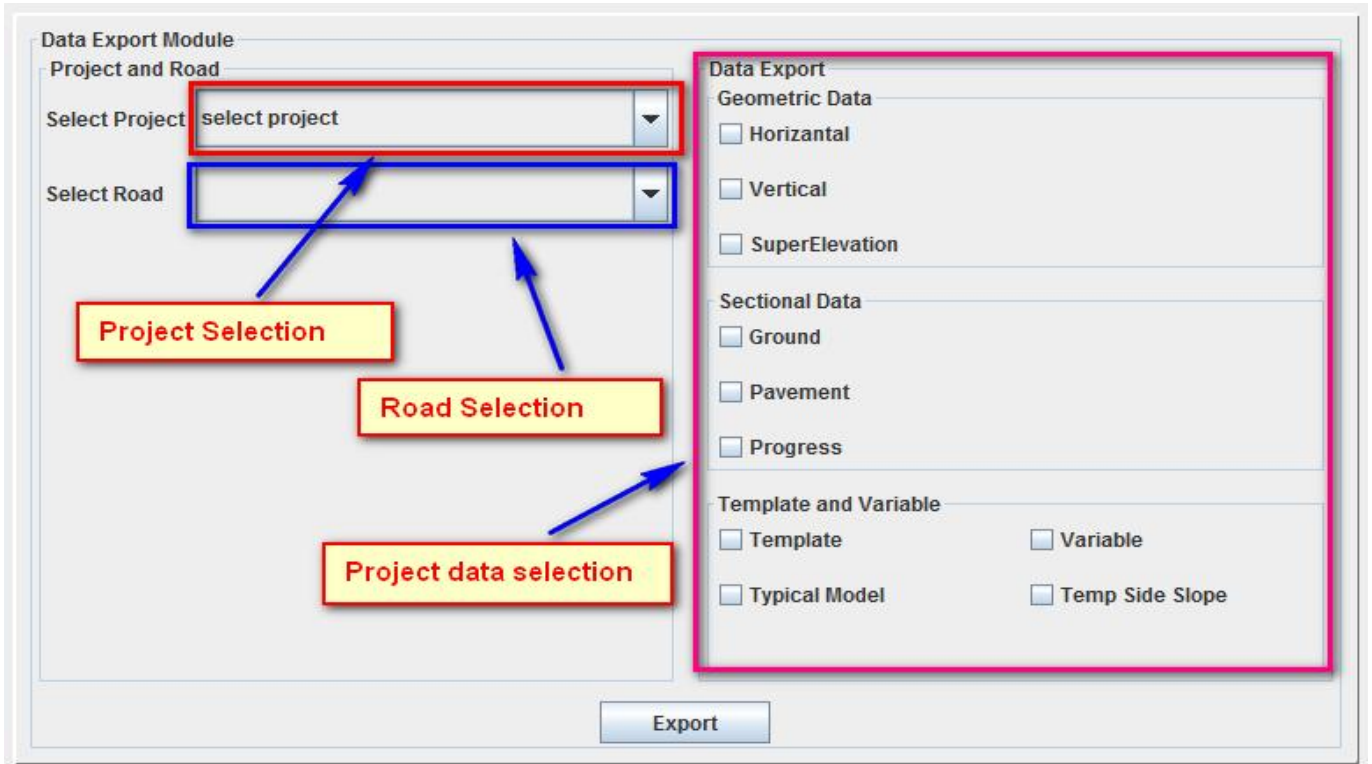 Data Export Module
Project and Road
Select Project
select project
Select Road
Project Selection
Road Selection
Project data selection
Data Export
Geometric Data
Horizantal
Vertical
SuperElevation
Sectional Data
Ground
Pavement
Progress
Template and Variable
Template
Variable
Typical Model
Temp Side Slope
Export